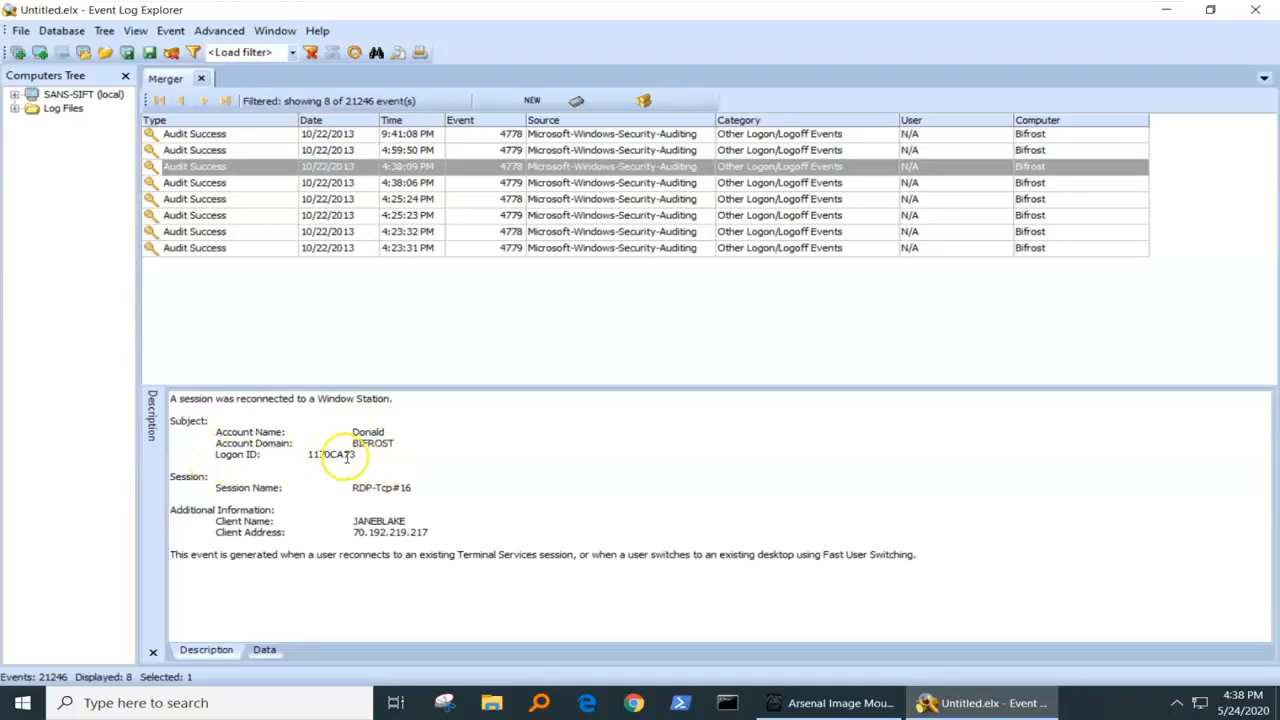 Untitled.elx - Event Log Explorer
File Database Tree View Event Advanced Window Help
<Load filter>
Computers Tree
Merger
SANS-SIFT (local)
Log Files
Filtered: showing 8 of 21246 event(s) NEW
Type Date Time Event Source Category User Computer
Audit Success 10/22/2013 9:41:08 PM 4778 Microsoft-Windows-Security-Auditing Other Logon/Logoff Events N/A Bifrost
Audit Success 10/22/2013 4:59:50 PM 4779 Microsoft-Windows-Security-Auditing Other Logon/Logoff Events N/A Bifrost
Audit Success 10/22/2013 4:38:09 PM 4778 Microsoft-Windows-Security-Auditing Other Logon/Logoff Events N/A Bifrost
Audit Success 10/22/2013 4:38:06 PM 4779 Microsoft-Windows-Security-Auditing Other Logon/Logoff Events N/A Bifrost
Audit Success 10/22/2013 4:25:24 PM 4778 Microsoft-Windows-Security-Auditing Other Logon/Logoff Events N/A Bifrost
Audit Success 10/22/2013 4:25:23 PM 4779 Microsoft-Windows-Security-Auditing Other Logon/Logoff Events N/A Bifrost
Audit Success 10/22/2013 4:23:32 PM 4778 Microsoft-Windows-Security-Auditing Other Logon/Logoff Events N/A Bifrost
Audit Success 10/22/2013 4:23:31 PM 4779 Microsoft-Windows-Security-Auditing Other Logon/Logoff Events N/A Bifrost
Description
A session was reconnected to a Window Station.
Subject:
Account Name: Donald
Account Domain: BIFROST
Logon ID: 1170CA73
Session:
Session Name: RDP-Tcp#16
Additional Information:
Client Name: JANEBLAKE
Client Address: 70.192.219.217
This event is generated when a user reconnects to an existing Terminal Services session, or when a user switches to an existing desktop using Fast User Switching.
Description Data
Events: 21246 Displayed: 8 Selected: 1
Type here to search
Arsenal Image Mou...
Untitled.elx - Event ...
4:38 PM
5/24/2020